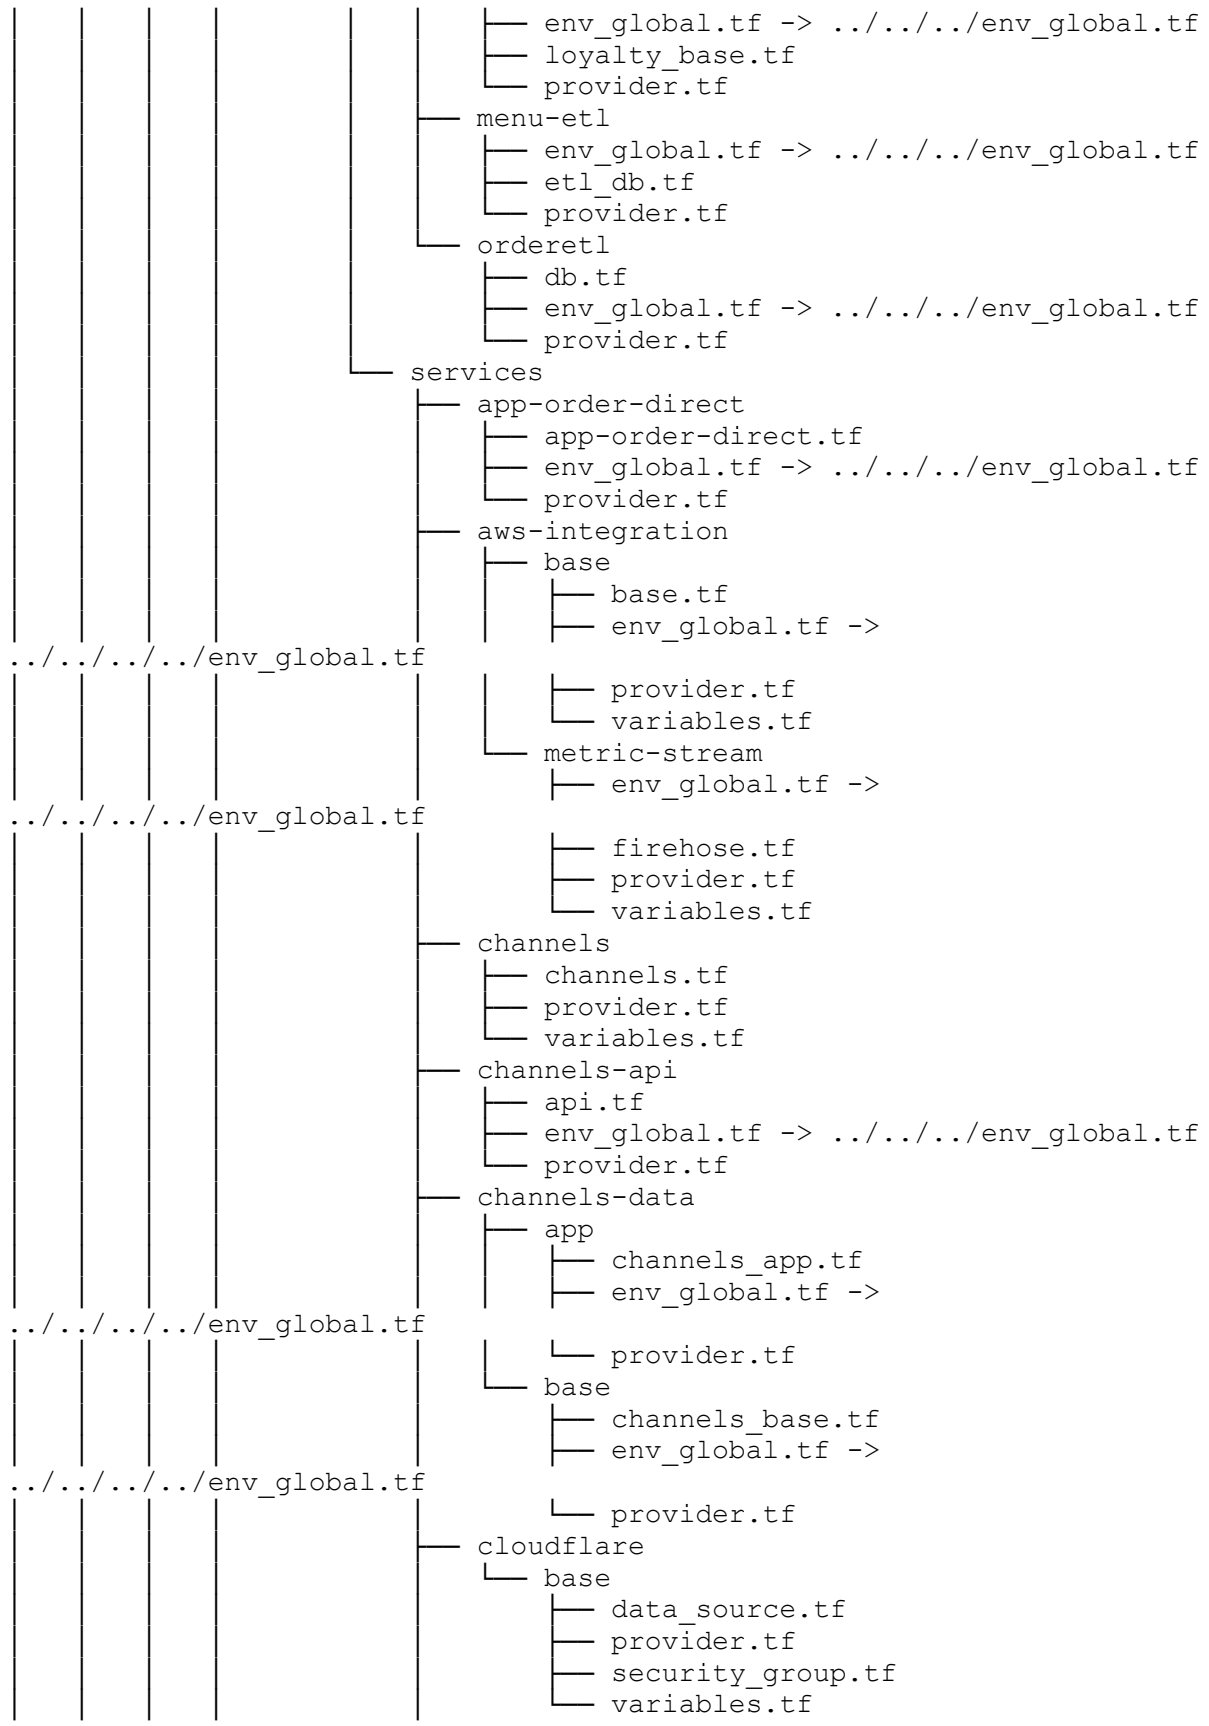 │   │   │   │       │   │   ├── env_global.tf -> ../../../env_global.tf
│   │   │   │       │   │   ├── loyalty_base.tf
│   │   │   │       │   │   └── provider.tf
│   │   │   │       │   ├── menu-etl
│   │   │   │       │   │   ├── env_global.tf -> ../../../env_global.tf
│   │   │   │       │   │   ├── etl_db.tf
│   │   │   │       │   │   └── provider.tf
│   │   │   │       │   └── orderetl
│   │   │   │       │       ├── db.tf
│   │   │   │       │       ├── env_global.tf -> ../../../env_global.tf
│   │   │   │       │       └── provider.tf
│   │   │   │       └── services
│   │   │   │           ├── app-order-direct
│   │   │   │           │   ├── app-order-direct.tf
│   │   │   │           │   ├── env_global.tf -> ../../../env_global.tf
│   │   │   │           │   └── provider.tf
│   │   │   │           ├── aws-integration
│   │   │   │           │   ├── base
│   │   │   │           │   │   ├── base.tf
│   │   │   │           │   │   ├── env_global.tf ->
../../../../env_global.tf
│   │   │   │           │   │   ├── provider.tf
│   │   │   │           │   │   └── variables.tf
│   │   │   │           │   └── metric-stream
│   │   │   │           │       ├── env_global.tf ->
../../../../env_global.tf
│   │   │   │           │       ├── firehose.tf
│   │   │   │           │       ├── provider.tf
│   │   │   │           │       └── variables.tf
│   │   │   │           ├── channels
│   │   │   │           │   ├── channels.tf
│   │   │   │           │   ├── provider.tf
│   │   │   │           │   └── variables.tf
│   │   │   │           ├── channels-api
│   │   │   │           │   ├── api.tf
│   │   │   │           │   ├── env_global.tf -> ../../../env_global.tf
│   │   │   │           │   └── provider.tf
│   │   │   │           ├── channels-data
│   │   │   │           │   ├── app
│   │   │   │           │   │   ├── channels_app.tf
│   │   │   │           │   │   ├── env_global.tf ->
../../../../env_global.tf
│   │   │   │           │   │   └── provider.tf
│   │   │   │           │   └── base
│   │   │   │           │       ├── channels_base.tf
│   │   │   │           │       ├── env_global.tf ->
../../../../env_global.tf
│   │   │   │           │       └── provider.tf
│   │   │   │           ├── cloudflare
│   │   │   │           │   └── base
│   │   │   │           │       ├── data_source.tf
│   │   │   │           │       ├── provider.tf
│   │   │   │           │       ├── security_group.tf
│   │   │   │           │       └── variables.tf